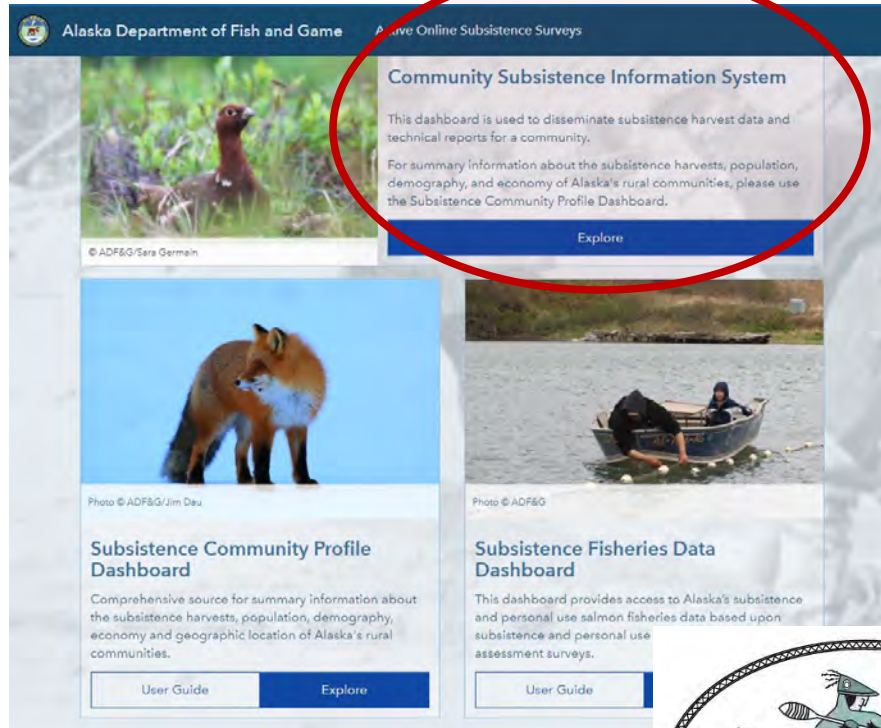 Alaska Department of Fish and Game
Active Online Subsistence Surveys
Community Subsistence Information System
This dashboard is used to disseminate subsistence harvest data and
technical reports for a community.
For summary information about the subsistence harvests, population,
demography, and economy of Alaska's rural communities, please use
the Subsistence Community Profile Dashboard.
Explore
© ADF&G/Sara Germain
Photo © ADF&G/Jim Dau
Subsistence Community Profile
Dashboard
Comprehensive source for summary information about
the subsistence harvests, population, demography,
economy and geographic location of Alaska's rural
communities.
User Guide
Explore
Photo © ADF&G
Subsistence Fisheries Data
Dashboard
This dashboard provides access to Alaska's subsistence
and personal use salmon fisheries data based upon
subsistence and personal use
assessment surveys.
User Guide